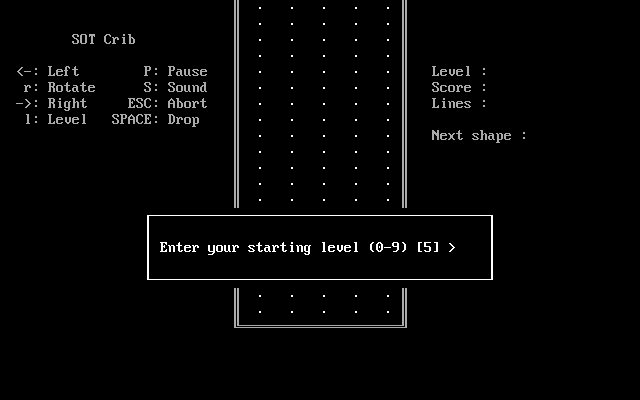 SOT Crib
<-: Left P: Pause
r: Rotate S: Sound
->: Right ESC: Abort
l: Level SPACE: Drop
Level :
Score :
Lines :
Next shape :
Enter your starting level (0-9) [5] >